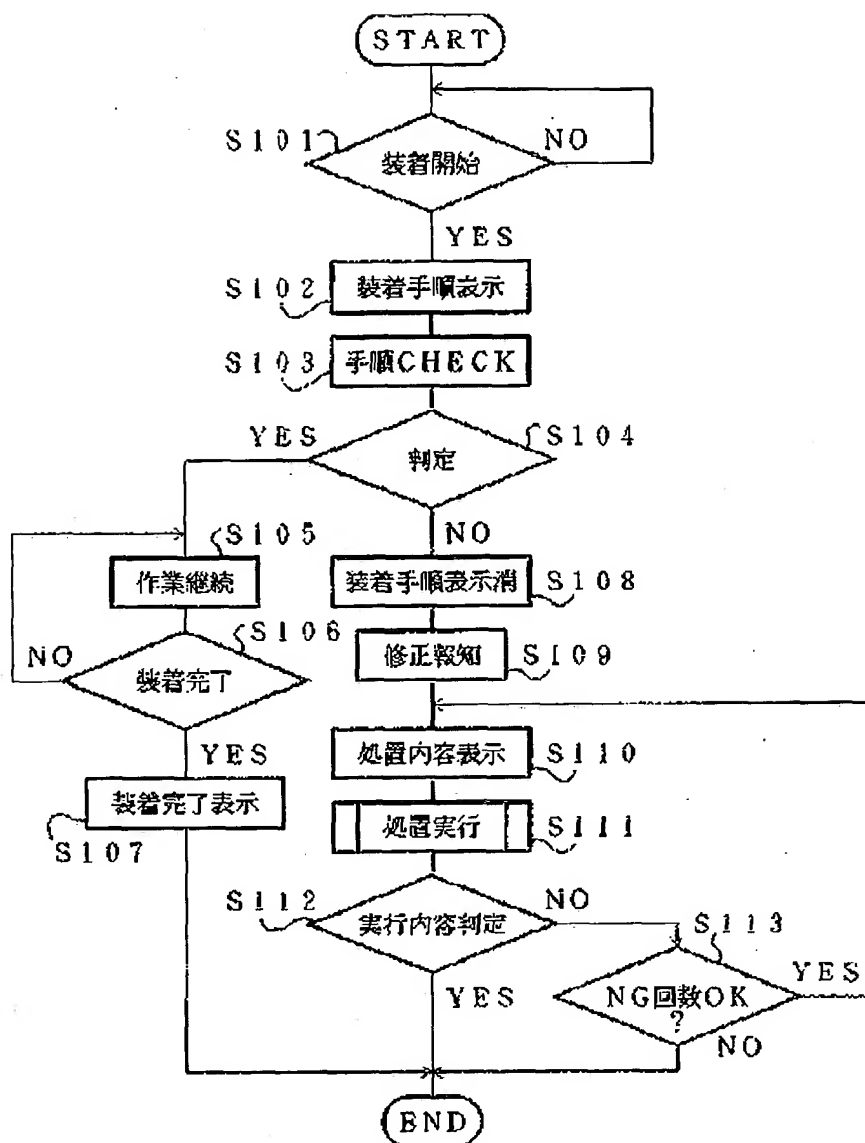 START
S101
装着開始
NO
YES
S102
装着手順表示
S103
手順CHECK
YES
S104
判定
NO
S105
作業継続
装着手順表示消
S108
S106
NO
装着完了
修正報知
S109
YES
処置内容表示
S110
装着完了表示
S107
処置実行
S111
S112
実行内容判定
NO
S113
YES
NG回数OK
?
YES
NO
END